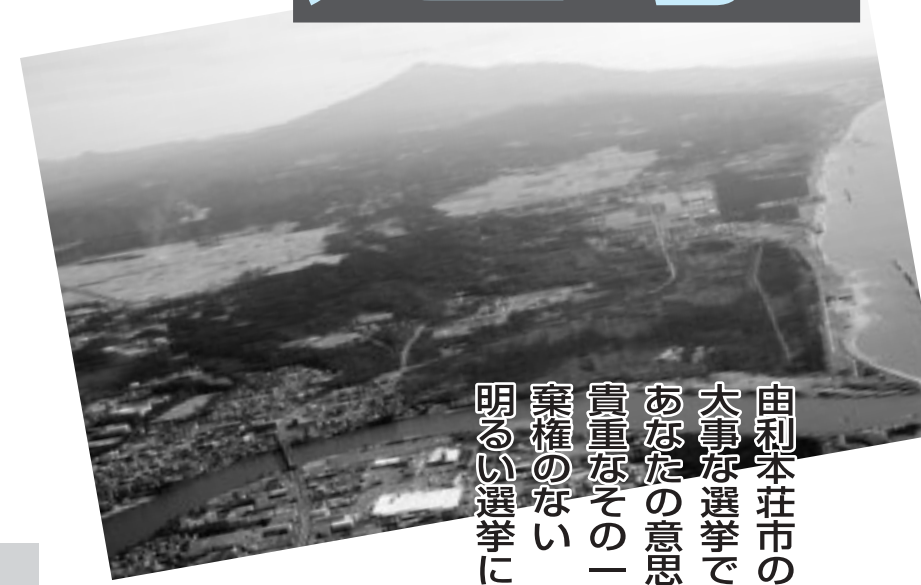 由利本荘市の
大事な選挙で
あなたの意思
貴重なその一
棄権のない
明るい選挙に